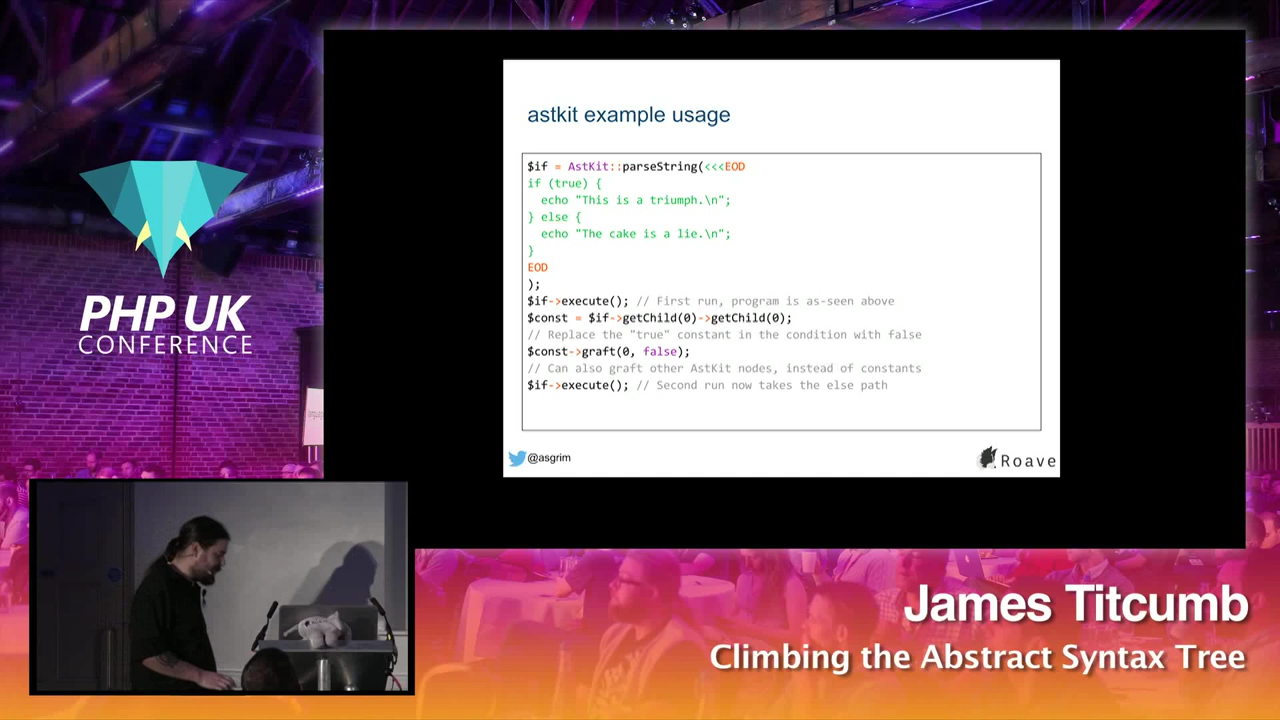 PHP UK
CONFERENCE
astkit example usage
$if = AstKit::parseString(<<<EOD
if (true) {
  echo "This is a triumph.\n";
} else {
  echo "The cake is a lie.\n";
}
EOD
);
$if->execute(); // First run, program is as-seen above
$const = $if->getChild(0)->getChild(0);
// Replace the "true" constant in the condition with false
$const->graft(0, false);
// Can also graft other AstKit nodes, instead of constants
$if->execute(); // Second run now takes the else path
@asgrim
Roave
James Titcumb
Climbing the Abstract Syntax Tree